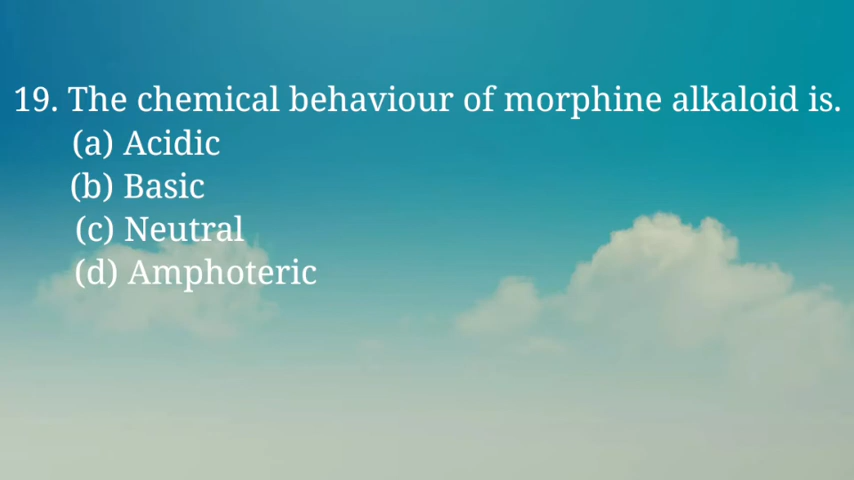 19. The chemical behaviour of morphine alkaloid is.
(a) Acidic
(b) Basic
(c) Neutral
(d) Amphoteric